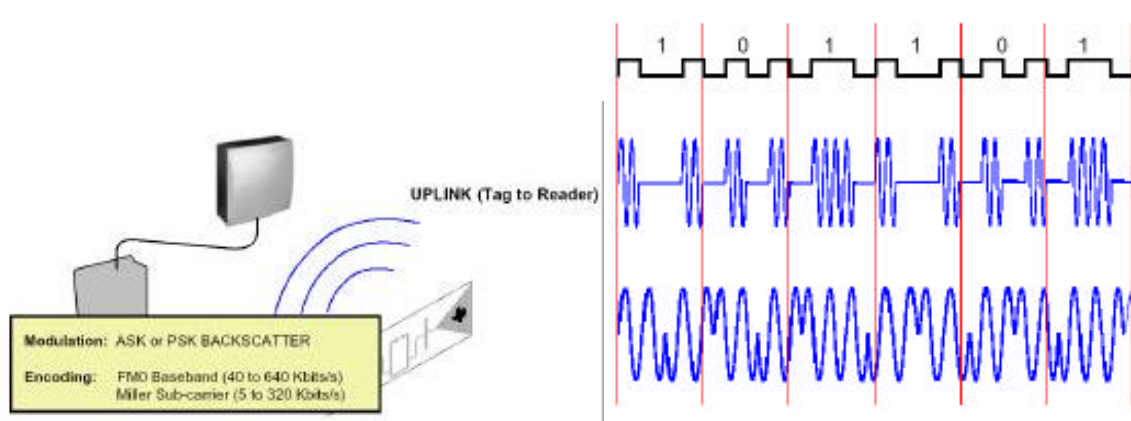 UPLINK (Tag to Reader)
Modulation: ASK or PSK BACKSCATTER
Encoding: FM0 Baseband (40 to 640 Kbits/s)
Miller Sub-carrier (5 to 320 Kbits/s)
1 0 1 1 0 1